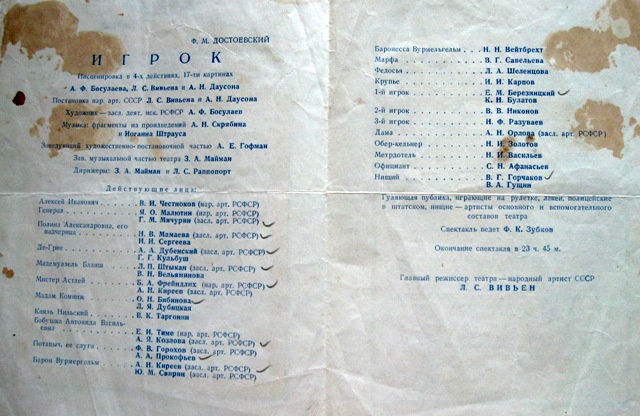 Ф. М. ДОСТОЕВСКИЙ
ИГРОК
Инсценировка в 4-х действиях, 17-ти картинах
А. Ф. Босулаева, Л. С. Вивьена и А. Н. Даусона
Постановка нар. арт. СССР Л. С. Вивьена и А. Н. Даусона
Художник — засл. деят. иск. РСФСР А. Ф. Босулаев
Музыка: фрагменты из произведений А. Н. Скрябина
и Иоганна Штрауса
Заведующий художественно-постановочной частью А. Е. Гофман
Зав. музыкальной частью театра З. А. Майман
Дирижеры: З. А. Майман и Л. С. Раппопорт
Действующие лица:
Алексей Иванович . . . . В. И. Честноков (нар. арт. РСФСР)
Генерал . . . . Я. О. Малютин (нар. арт. РСФСР)
Г. М. Мичурин (засл. арт. РСФСР)
Полина Александровна, его
падчерица . . . . Н. В. Мамаева (засл. арт. РСФСР)
Н. И. Сергеева
Де-Грие . . . . А. А. Дубенский (засл. арт. РСФСР)
Г. Г. Кульбуш
Мадемуазель Бланш . . . . Л. П. Штыкан (засл. арт. РСФСР)
В. Н. Вельяминова
Мистер Астлей . . . . Б. А. Фрейндлих (нар. арт. РСФСР)
А. Н. Киреев (засл. арт. РСФСР)
Мадам Коминж . . . . О. Н. Бибинова
Л. Я. Дубицкая
Князь Нильский . . . . В. К. Таргонин
Бабушка Антонида Василь-
евна . . . . Е. И. Тиме (нар. арт. РСФСР)
А. Я. Козлова (засл. арт. РСФСР)
Потапыч, ее слуга . . . . Ф. В. Горохов (засл. арт. РСФСР)
А. А. Прокофьев
Барон Вурмергельм . . . . А. Н. Киреев (засл. арт. РСФСР)
Ю. М. Свирин (засл. арт. РСФСР)
Баронесса Вурмельгельм . . . . Н. Н. Вейтбрехт
Марфа . . . . В. Г. Савельева
Федосья . . . . Л. А. Шеленцова
Крупье . . . . И. И. Карпов
1-й игрок . . . . Е. М. Березницкий
К. И. Булатов
2-й игрок . . . . В. В. Никонов
3-й игрок . . . . И. Ф. Разуваев
Дама . . . . А. Н. Орлова (засл. арт. РСФСР)
Обер-кельнер . . . . Н. И. Золотов
Метрдотель . . . . Н. И. Васильев
Официант . . . . С. Н. Афанасьев
Нищий . . . . В. Г. Горчаков
В. А. Гущин
Гуляющая публика, играющие на рулетке, лакеи, полицейские
в штатском, нищие — артисты основного и вспомогательного
составов театра
Спектакль ведет Ф. К. Зубков
Окончание спектакля в 23 ч. 45 м.
Главный режиссер театра — народный артист СССР
Л. С. ВИВЬЕН